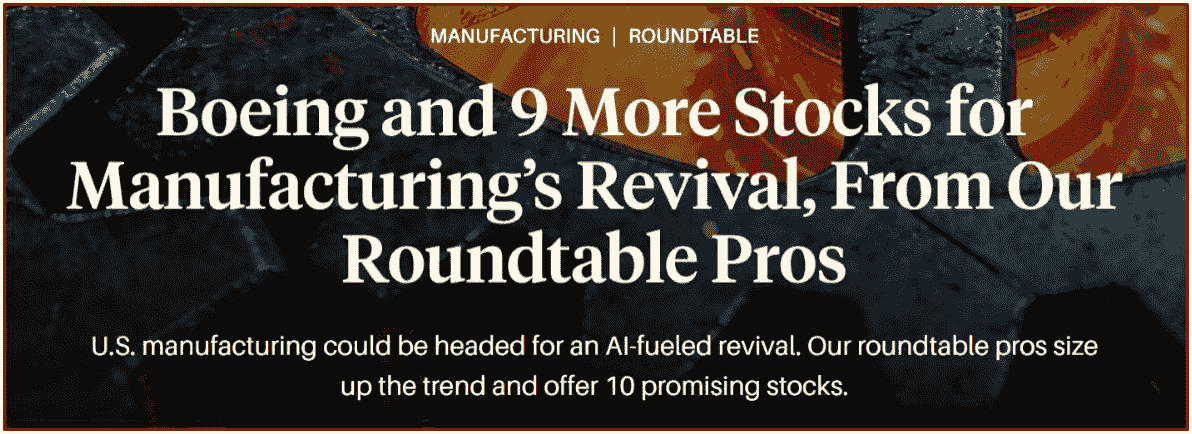 MANUFACTURING | ROUNDTABLE
Boeing and 9 More Stocks for
Manufacturing’s Revival, From Our
Roundtable Pros
U.S. manufacturing could be headed for an AI-fueled revival. Our roundtable pros size
up the trend and offer 10 promising stocks.